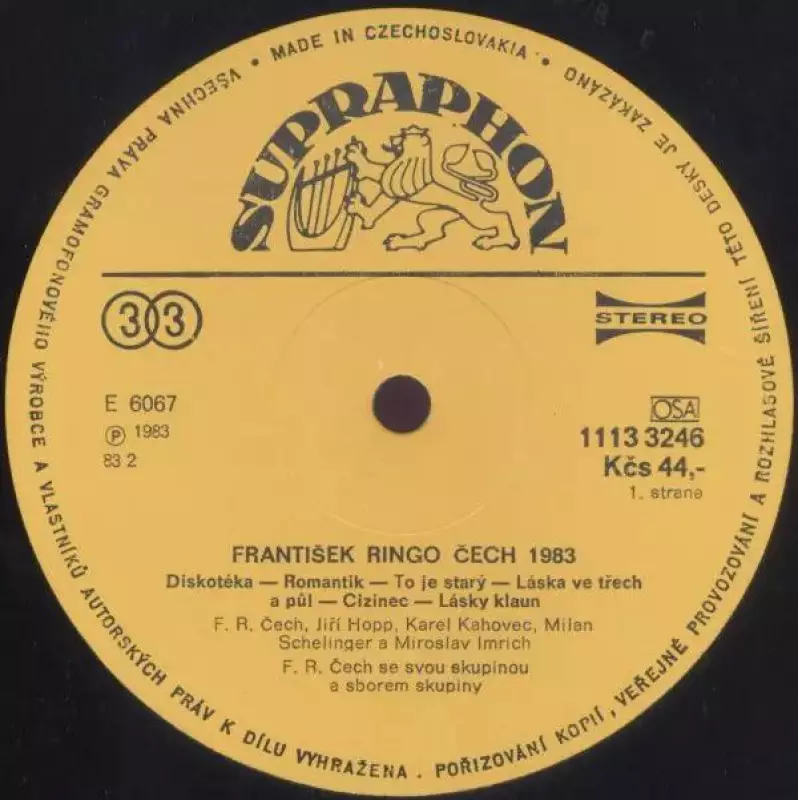 MADE IN CZECHOSLOVAKIA
SUPRAPHON
33
STEREO
E 6067
℗ 1983
83 2
OSA
1113 3246
Kčs 44,-
1. strana
FRANTIŠEK RINGO ČECH 1983
Diskotéka — Romantik — To je starý — Láska ve třech
a půl — Cizinec — Lásky klaun
F. R. Čech, Jiří Hopp, Karel Kahovec, Milan
Schelinger a Miroslav Imrich
F. R. Čech se svou skupinou
a sborem skupiny
VŠECHNA PRÁVA GRAMOFONOVÉHO VÝROBCE A VLASTNÍKŮ AUTORSKÝCH PRÁV K DÍLU VYHRAŽENA . POŘIZOVÁNÍ KOPIÍ, VEŘEJNÉ PROVOZOVÁNÍ A ROZHLASOVÉ ŠÍŘENÍ TÉTO DESKY JE ZAKÁZÁNO